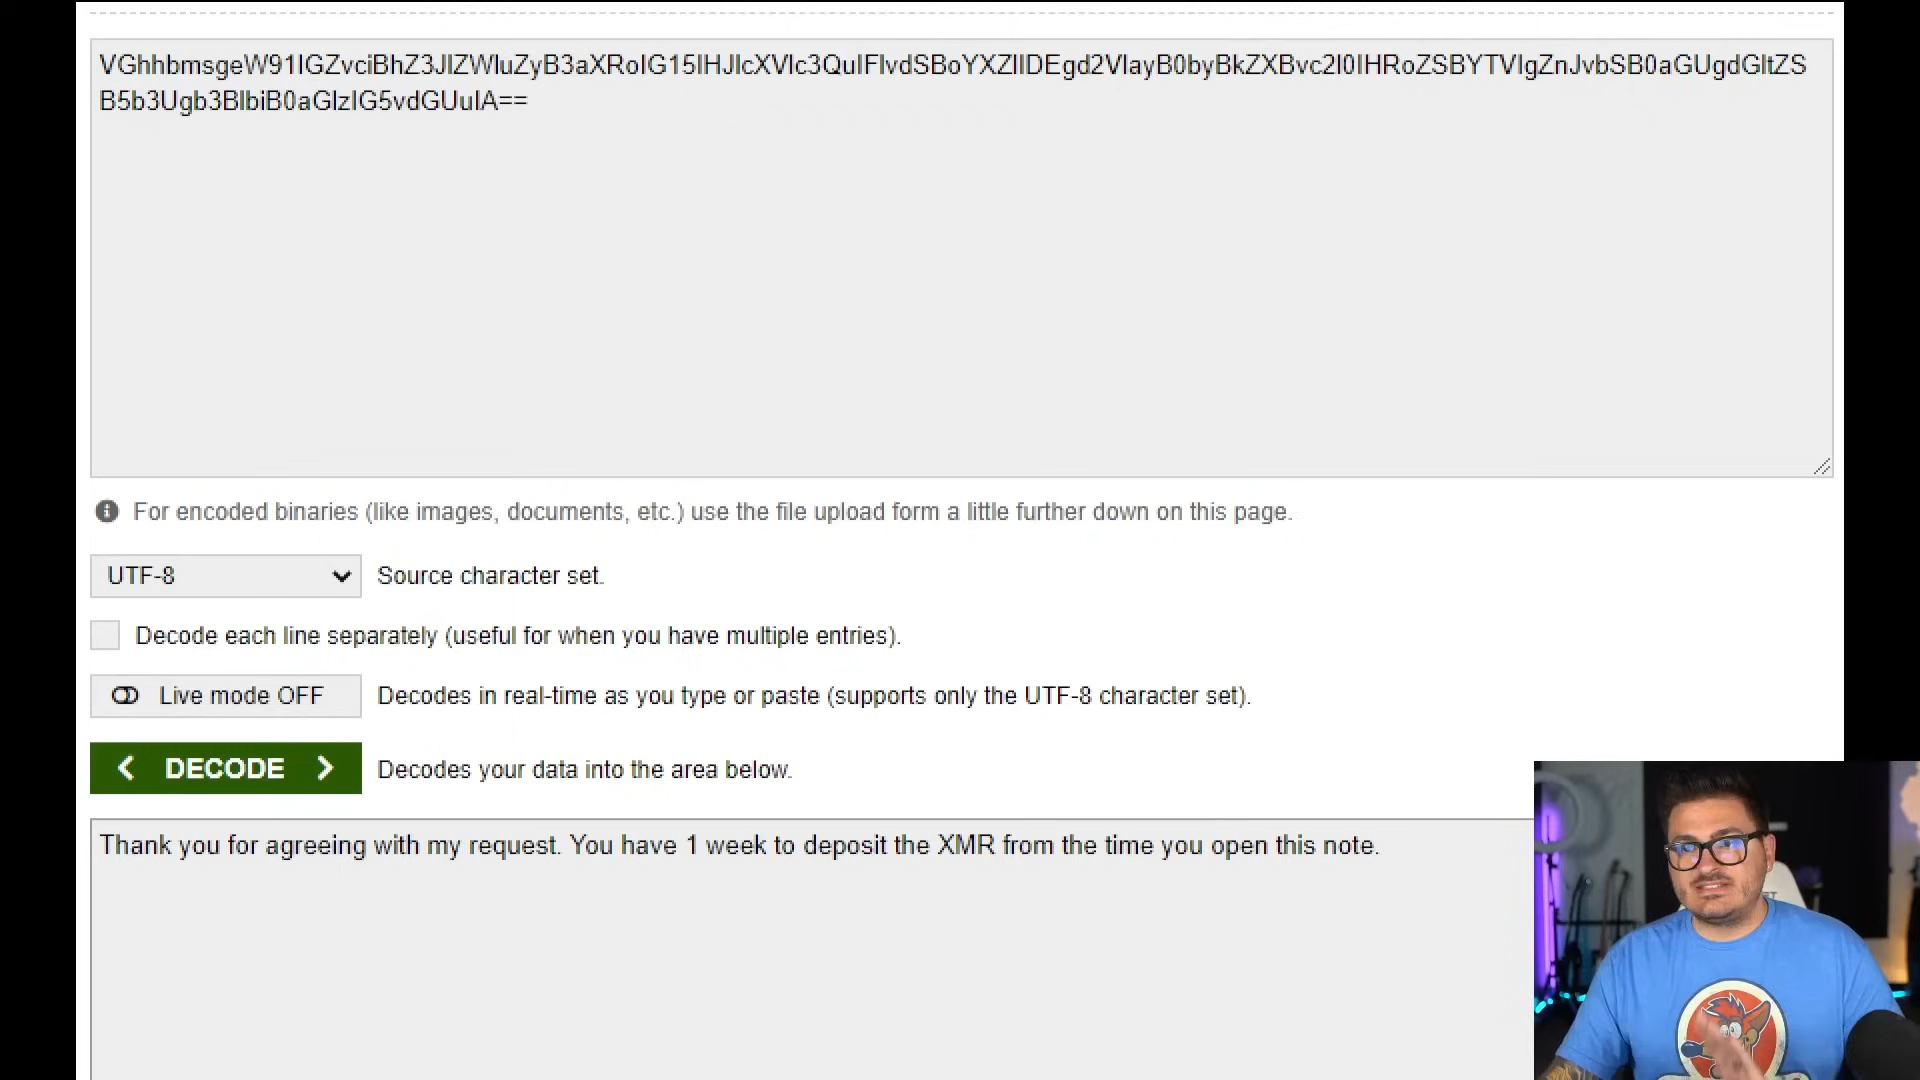 VGhhbmsgeW91IGZvciBhZ3JlZWluZyB3aXRoIG15IHJlcXVlc3QuIFlvdSBoYXZlIDEgd2VlayB0byBkZXBvc2l0IHRoZSBYTVIgZnJvbSB0aGUgdGltZS
B5b3Ugb3BlbiB0aGlzIG5vdGUuIA==
For encoded binaries (like images, documents, etc.) use the file upload form a little further down on this page.
UTF-8 Source character set.
Decode each line separately (useful for when you have multiple entries).
Live mode OFF Decodes in real-time as you type or paste (supports only the UTF-8 character set).
< DECODE > Decodes your data into the area below.
Thank you for agreeing with my request. You have 1 week to deposit the XMR from the time you open this note.